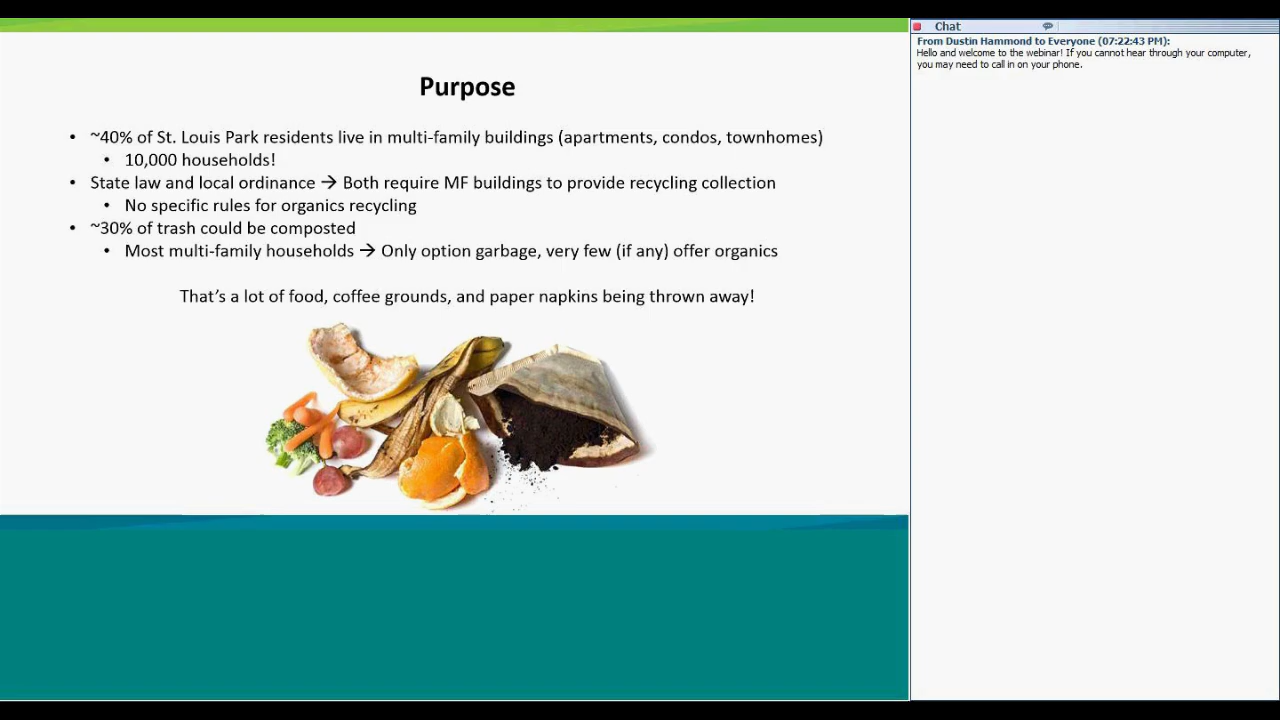 Purpose
• ~40% of St. Louis Park residents live in multi-family buildings (apartments, condos, townhomes)
• 10,000 households!
• State law and local ordinance → Both require MF buildings to provide recycling collection
• No specific rules for organics recycling
• ~30% of trash could be composted
• Most multi-family households → Only option garbage, very few (if any) offer organics
That's a lot of food, coffee grounds, and paper napkins being thrown away!
Chat
From Dustin Hammond to Everyone (07:22:43 PM):
Hello and welcome to the webinar! If you cannot hear through your computer,
you may need to call in on your phone.